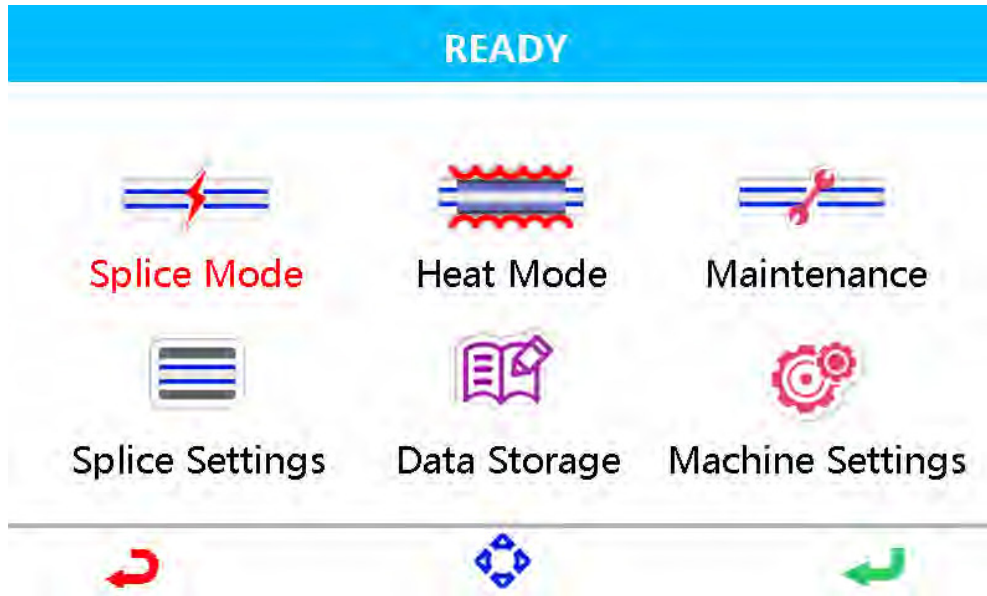 READY
Splice Mode
Heat Mode
Maintenance
Splice Settings
Data Storage
Machine Settings